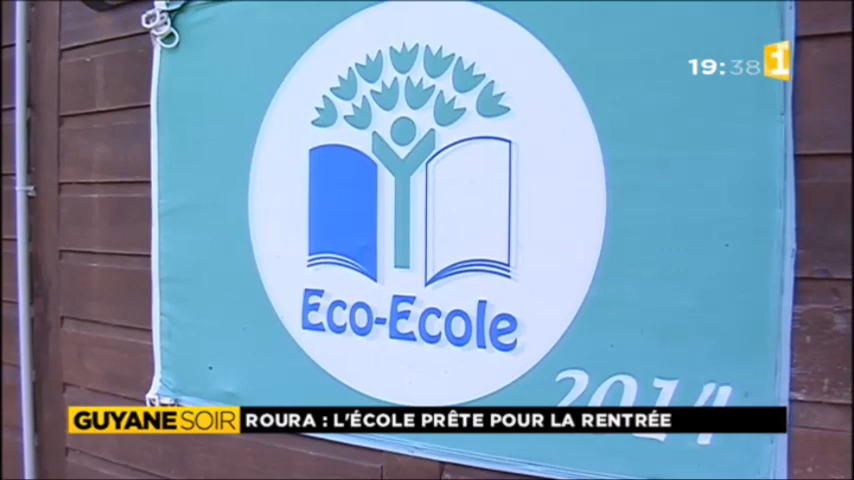 19:38 1
Eco-Ecole
2014
GUYANE SOIR ROURA : L'ÉCOLE PRÊTE POUR LA RENTRÉE